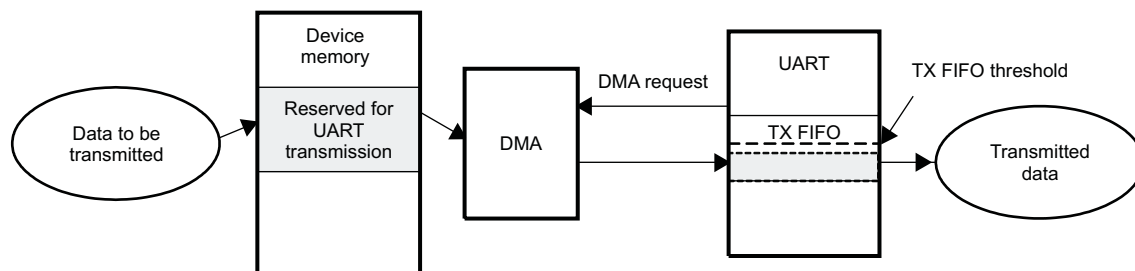 Data to be
transmitted
Device
memory
Reserved for
UART
transmission
DMA
DMA request
UART
TX FIFO
TX FIFO threshold
Transmitted
data